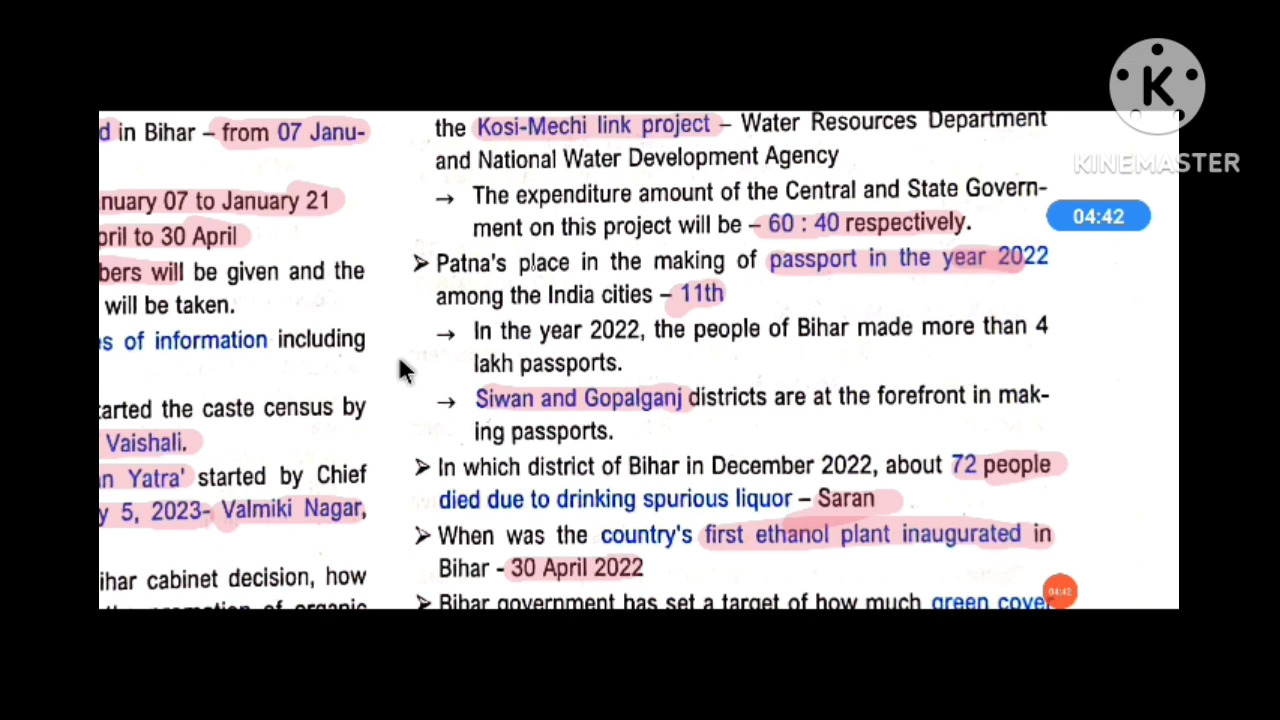 d in Bihar – from 07 Janu-
nuary 07 to January 21
pril to 30 April
bers will be given and the
will be taken.
s of information including
tarted the caste census by
Vaishali.
n Yatra' started by Chief
y 5, 2023- Valmiki Nagar,
ihar cabinet decision, how
of organic
the Kosi-Mechi link project – Water Resources Department
and National Water Development Agency
→ The expenditure amount of the Central and State Govern-
ment on this project will be – 60 : 40 respectively.
➤ Patna's place in the making of passport in the year 2022
among the India cities – 11th
→ In the year 2022, the people of Bihar made more than 4
lakh passports.
→ Siwan and Gopalganj districts are at the forefront in mak-
ing passports.
➤ In which district of Bihar in December 2022, about 72 people
died due to drinking spurious liquor – Saran
➤ When was the country's first ethanol plant inaugurated in
Bihar - 30 April 2022
➤ Bihar government has set a target of how much green cover
K
KINEMASTER
04:42
04:42